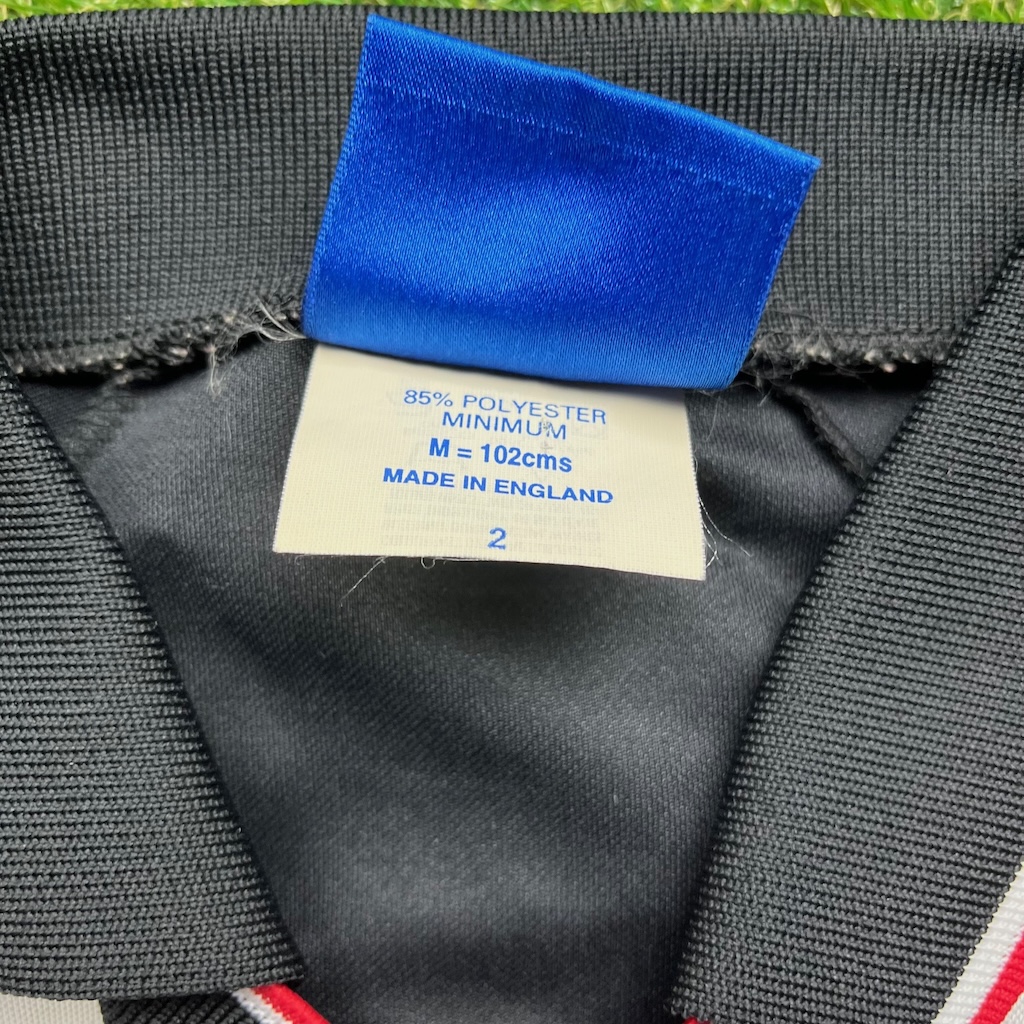 85% POLYESTER
MINIMUM
M = 102cms
MADE IN ENGLAND
2